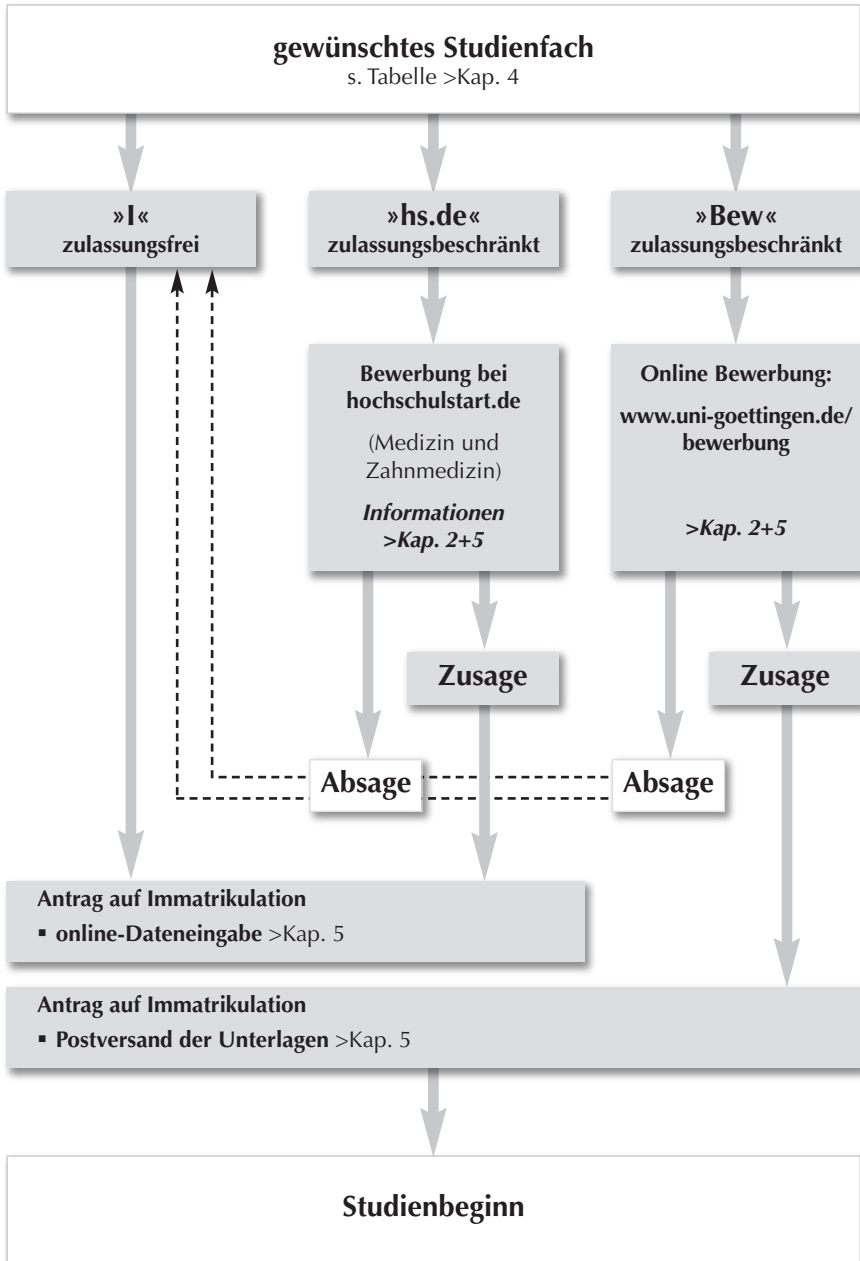 gewünschtes Studienfach
s. Tabelle >Kap. 4
»I«
zulassungsfrei
»hs.de«
zulassungsbeschränkt
»Bew«
zulassungsbeschränkt
Bewerbung bei
hochschulstart.de
(Medizin und
Zahnmedizin)
Informationen
>Kap. 2+5
Online Bewerbung:
www.uni-goettingen.de/
bewerbung
>Kap. 2+5
Zusage
Zusage
Absage
Absage
Antrag auf Immatrikulation
▪ online-Dateneingabe >Kap. 5
Antrag auf Immatrikulation
▪ Postversand der Unterlagen >Kap. 5
Studienbeginn